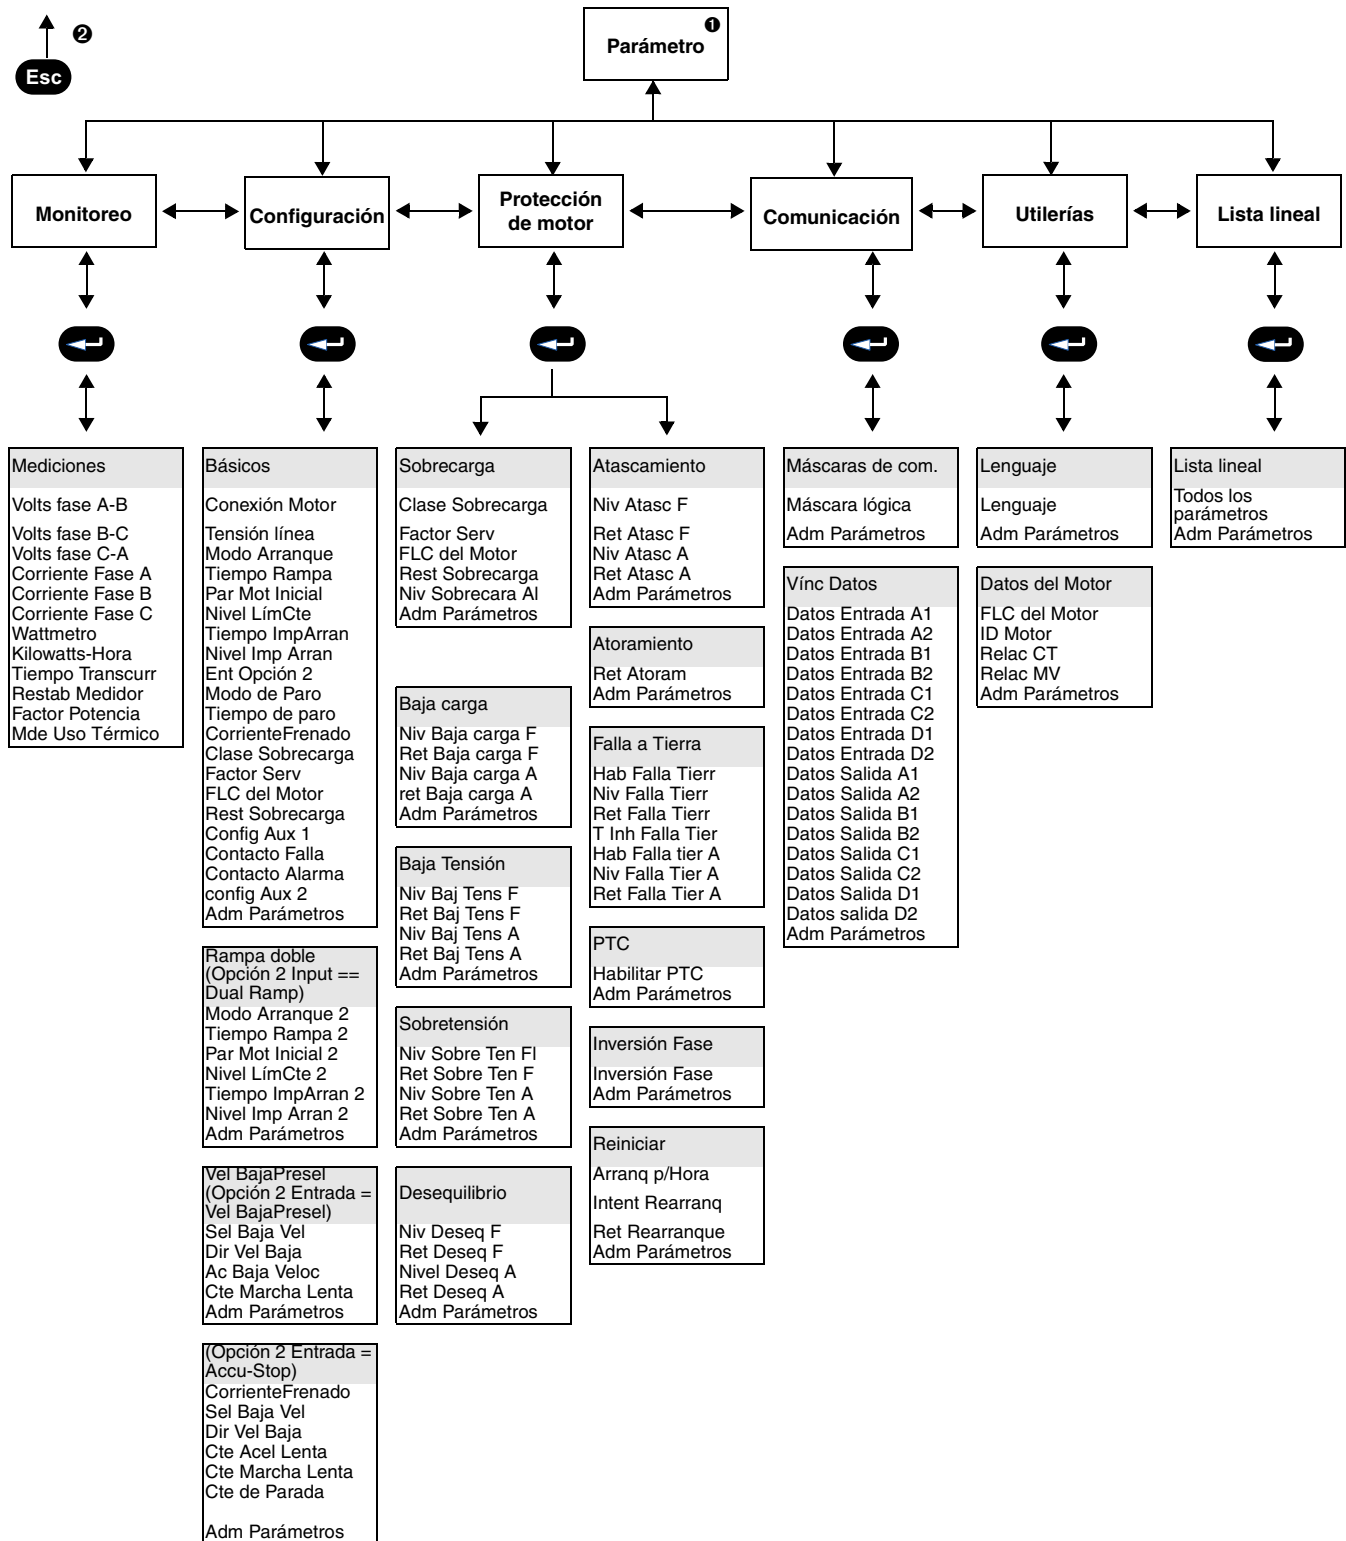 ❷
Esc
❶
Parámetro
Monitoreo
Configuración
Protección
de motor
Comunicación
Utilerías
Lista lineal
Mediciones
Volts fase A-B
Volts fase B-C
Volts fase C-A
Corriente Fase A
Corriente Fase B
Corriente Fase C
Wattmetro
Kilowatts-Hora
Tiempo Transcurr
Restab Medidor
Factor Potencia
Mde Uso Térmico
Básicos
Conexión Motor
Tensión línea
Modo Arranque
Tiempo Rampa
Par Mot Inicial
Nivel LímCte
Tiempo ImpArran
Nivel Imp Arran
Ent Opción 2
Modo de Paro
Tiempo de paro
CorrienteFrenado
Clase Sobrecarga
Factor Serv
FLC del Motor
Rest Sobrecarga
Config Aux 1
Contacto Falla
Contacto Alarma
config Aux 2
Adm Parámetros
Rampa doble
(Opción 2 Input ==
Dual Ramp)
Modo Arranque 2
Tiempo Rampa 2
Par Mot Inicial 2
Nivel LímCte 2
Tiempo ImpArran 2
Nivel Imp Arran 2
Adm Parámetros
Vel BajaPresel
(Opción 2 Entrada =
Vel BajaPresel)
Sel Baja Vel
Dir Vel Baja
Ac Baja Veloc
Cte Marcha Lenta
Adm Parámetros
(Opción 2 Entrada =
Accu-Stop)
CorrienteFrenado
Sel Baja Vel
Dir Vel Baja
Cte Acel Lenta
Cte Marcha Lenta
Cte de Parada
Adm Parámetros
Sobrecarga
Clase Sobrecarga
Factor Serv
FLC del Motor
Rest Sobrecarga
Niv Sobrecara Al
Adm Parámetros
Baja carga
Niv Baja carga F
Ret Baja carga F
Niv Baja carga A
ret Baja carga A
Adm Parámetros
Baja Tensión
Niv Baj Tens F
Ret Baj Tens F
Niv Baj Tens A
Ret Baj Tens A
Adm Parámetros
Sobretensión
Niv Sobre Ten Fl
Ret Sobre Ten F
Niv Sobre Ten A
Ret Sobre Ten A
Adm Parámetros
Desequilibrio
Niv Deseq F
Ret Deseq F
Nivel Deseq A
Ret Deseq A
Adm Parámetros
Atascamiento
Niv Atasc F
Ret Atasc F
Niv Atasc A
Ret Atasc A
Adm Parámetros
Atoramiento
Ret Atoram
Adm Parámetros
Falla a Tierra
Hab Falla Tierr
Niv Falla Tierr
Ret Falla Tierr
T Inh Falla Tier
Hab Falla tier A
Niv Falla Tier A
Ret Falla Tier A
PTC
Habilitar PTC
Adm Parámetros
Inversión Fase
Inversión Fase
Adm Parámetros
Reiniciar
Arranq p/Hora
Intent Rearranq
Ret Rearranque
Adm Parámetros
Máscaras de com.
Máscara lógica
Adm Parámetros
Vínc Datos
Datos Entrada A1
Datos Entrada A2
Datos Entrada B1
Datos Entrada B2
Datos Entrada C1
Datos Entrada C2
Datos Entrada D1
Datos Entrada D2
Datos Salida A1
Datos Salida A2
Datos Salida B1
Datos Salida B2
Datos Salida C1
Datos Salida C2
Datos Salida D1
Datos salida D2
Adm Parámetros
Lenguaje
Lenguaje
Adm Parámetros
Datos del Motor
FLC del Motor
ID Motor
Relac CT
Relac MV
Adm Parámetros
Lista lineal
Todos los
parámetros
Adm Parámetros